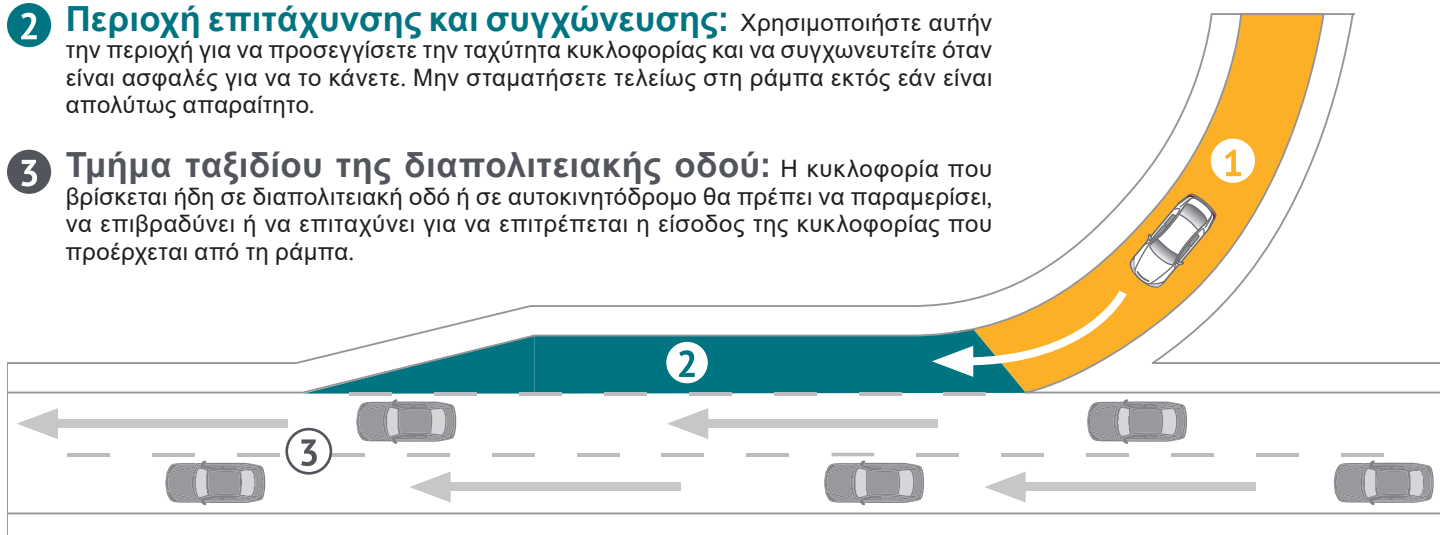 2 Περιοχή επιτάχυνσης και συγχώνευσης: Χρησιμοποιήστε αυτήν
την περιοχή για να προσεγγίσετε την ταχύτητα κυκλοφορίας και να συγχωνευτείτε όταν
είναι ασφαλές για να το κάνετε. Μην σταματήσετε τελείως στη ράμπα εκτός εάν είναι
απολύτως απαραίτητο.
3 Τμήμα ταξιδίου της διαπολιτειακής οδού: Η κυκλοφορία που
βρίσκεται ήδη σε διαπολιτειακή οδό ή σε αυτοκινητόδρομο θα πρέπει να παραμερίσει,
να επιβραδύνει ή να επιταχύνει για να επιτρέπεται η είσοδος της κυκλοφορίας που
προέρχεται από τη ράμπα.
1
2
3